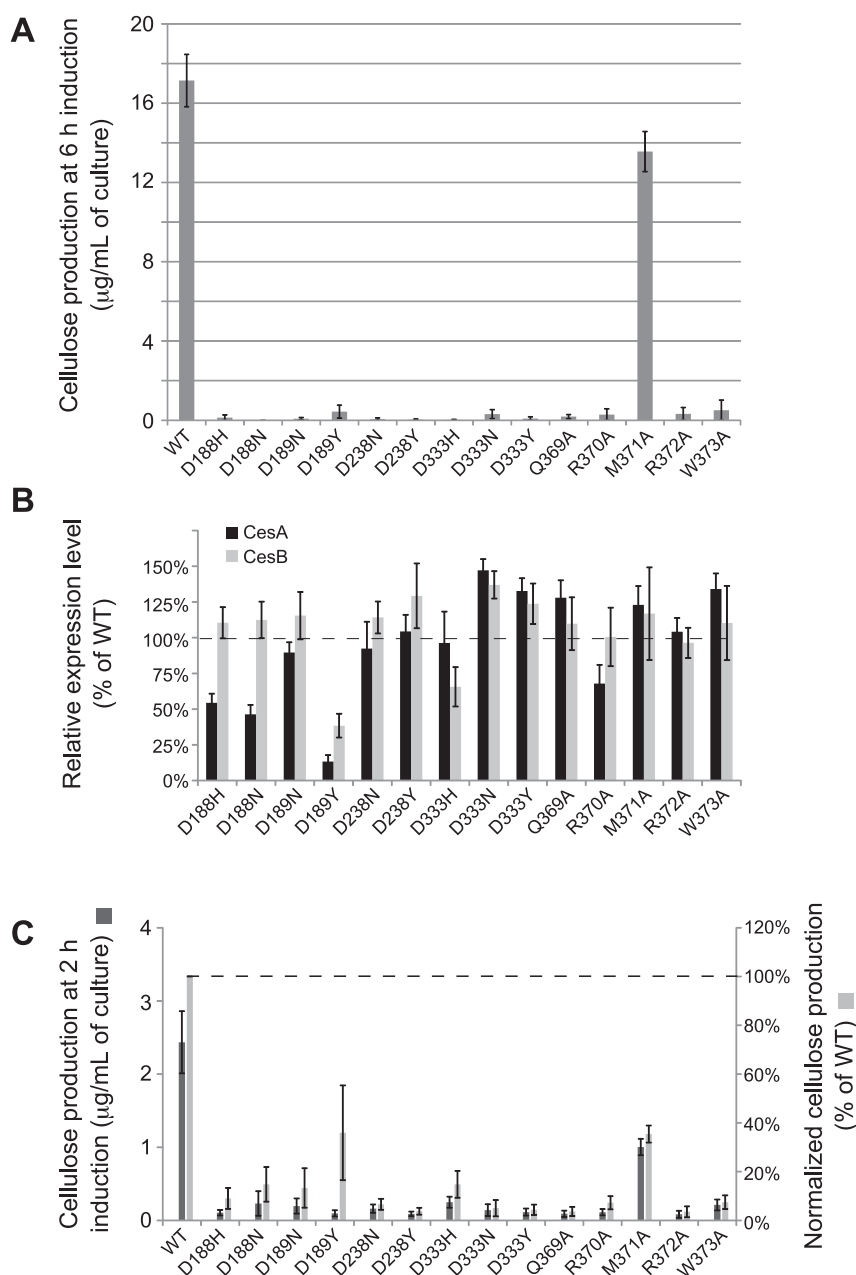 A
Cellulose production at 6 h induction
(μg/mL of culture)
20
16
12
8
4
0
WT
D188H
D188N
D189N
D189Y
D238N
D238Y
D333H
D333N
D333Y
Q369A
R370A
M371A
R372A
W373A
B
Relative expression level
(% of WT)
CesA
CesB
150%
125%
100%
75%
50%
25%
0%
D188H
D188N
D189N
D189Y
D238N
D238Y
D333H
D333N
D333Y
Q369A
R370A
M371A
R372A
W373A
C
Cellulose production at 2 h
induction (μg/mL of culture)
4
3
2
1
0
120%
100%
80%
60%
40%
20%
0%
Normalized cellulose production
(% of WT)
WT
D188H
D188N
D189N
D189Y
D238N
D238Y
D333H
D333N
D333Y
Q369A
R370A
M371A
R372A
W373A